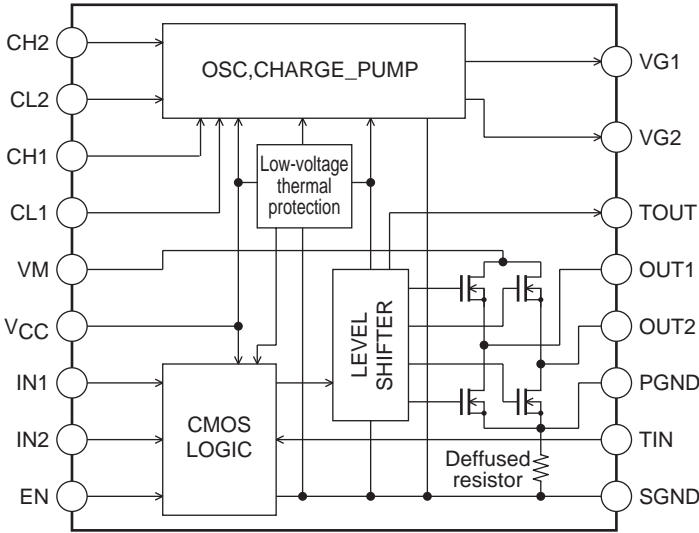 CH2
CL2
CH1
CL1
VM
VCC
IN1
IN2
EN
OSC,CHARGE_PUMP
Low-voltage
thermal
protection
LEVEL
SHIFTER
CMOS
LOGIC
Deffused
resistor
VG1
VG2
TOUT
OUT1
OUT2
PGND
TIN
SGND